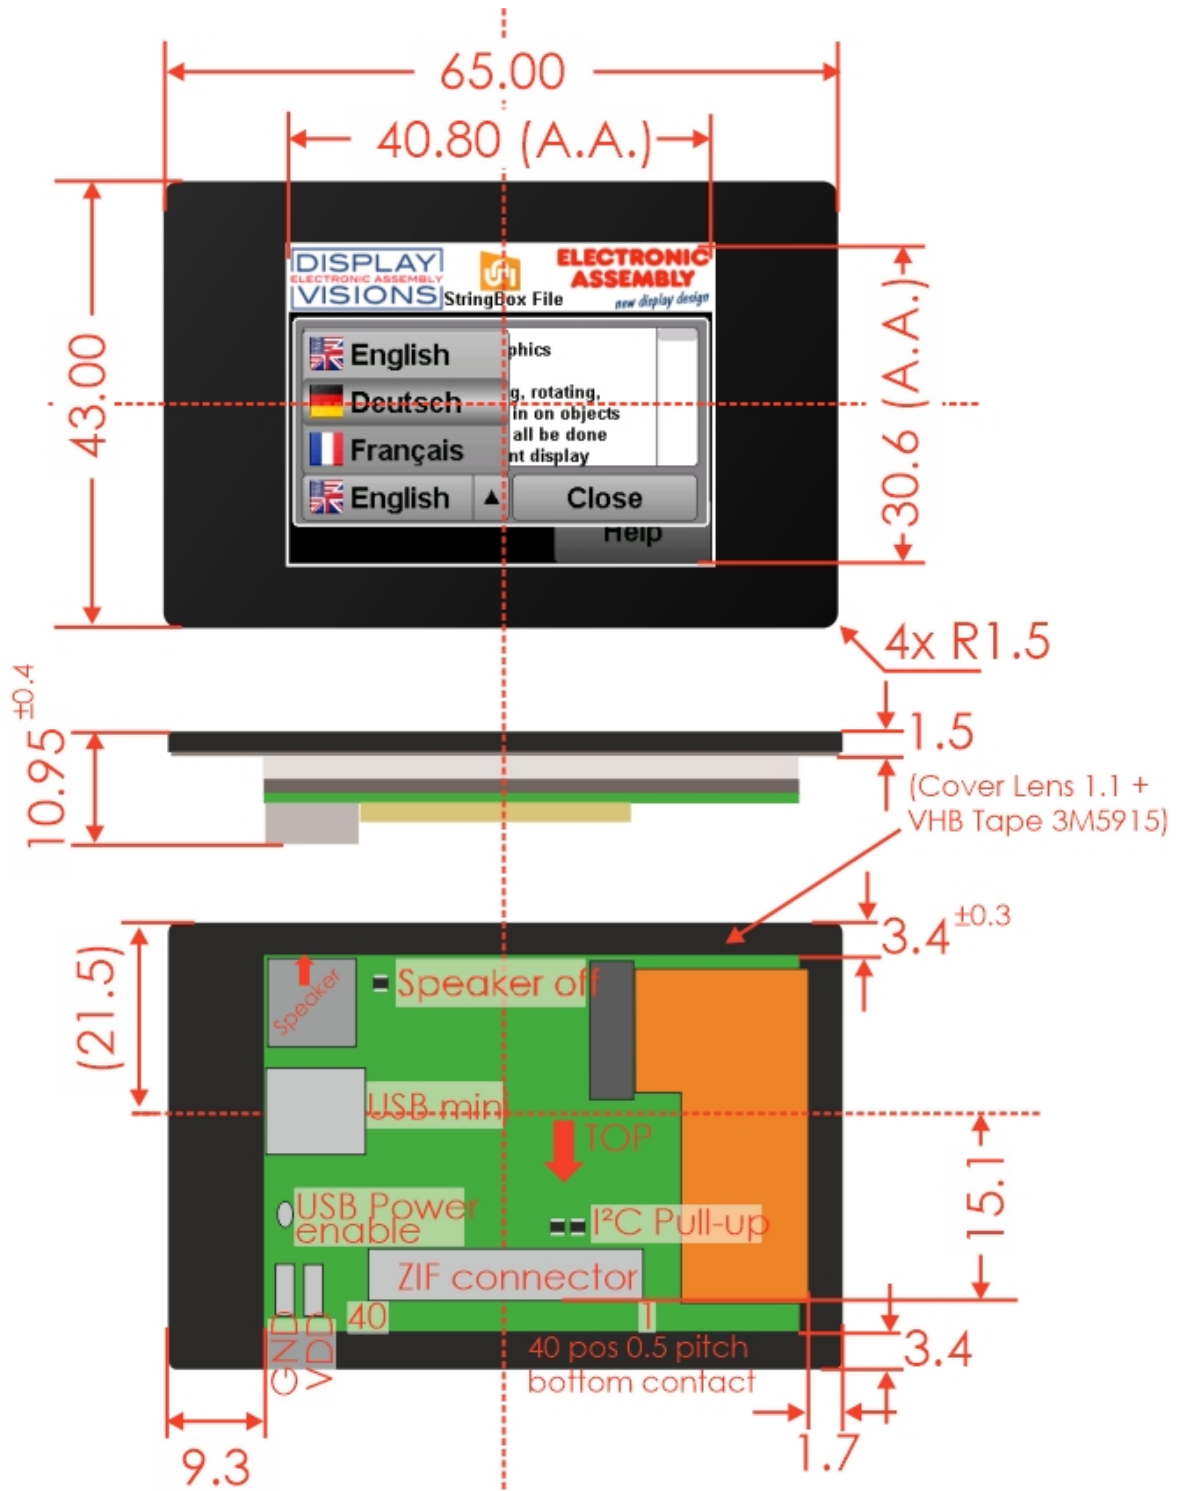 65.00
40.80 (A.A.)
DISPLAY
ELECTRONIC ASSEMBLY
VISIONS
StringBox File
ELECTRONIC
ASSEMBLY
new display design
English
Deutsch
Français
English
▲
phics
g, rotating,
in on objects
all be done
nt display
Close
Help
43.00
30.6 (A.A.)
4x R1.5
10.95 ±0.4
1.5
(Cover Lens 1.1 +
VHB Tape 3M5915)
3.4 ±0.3
(21.5)
Speaker
Speaker off
USB mini
TOP
USB Power
enable
I²C Pull-up
ZIF connector
40
1
GND
VDD
40 pos 0.5 pitch
bottom contact
15.1
3.4
9.3
1.7